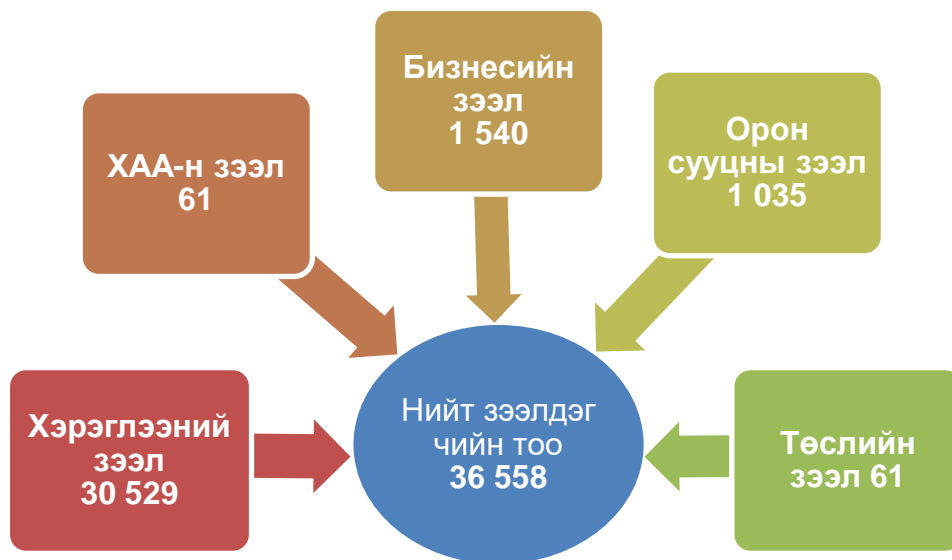 Бизнесийн
зээл
1 540
ХАА-н зээл
61
Орон
сууцны зээл
1 035
Хэрэглээний
зээл
30 529
Нийт зээлдэг
чийн тоо
36 558
Төслийн
зээл 61